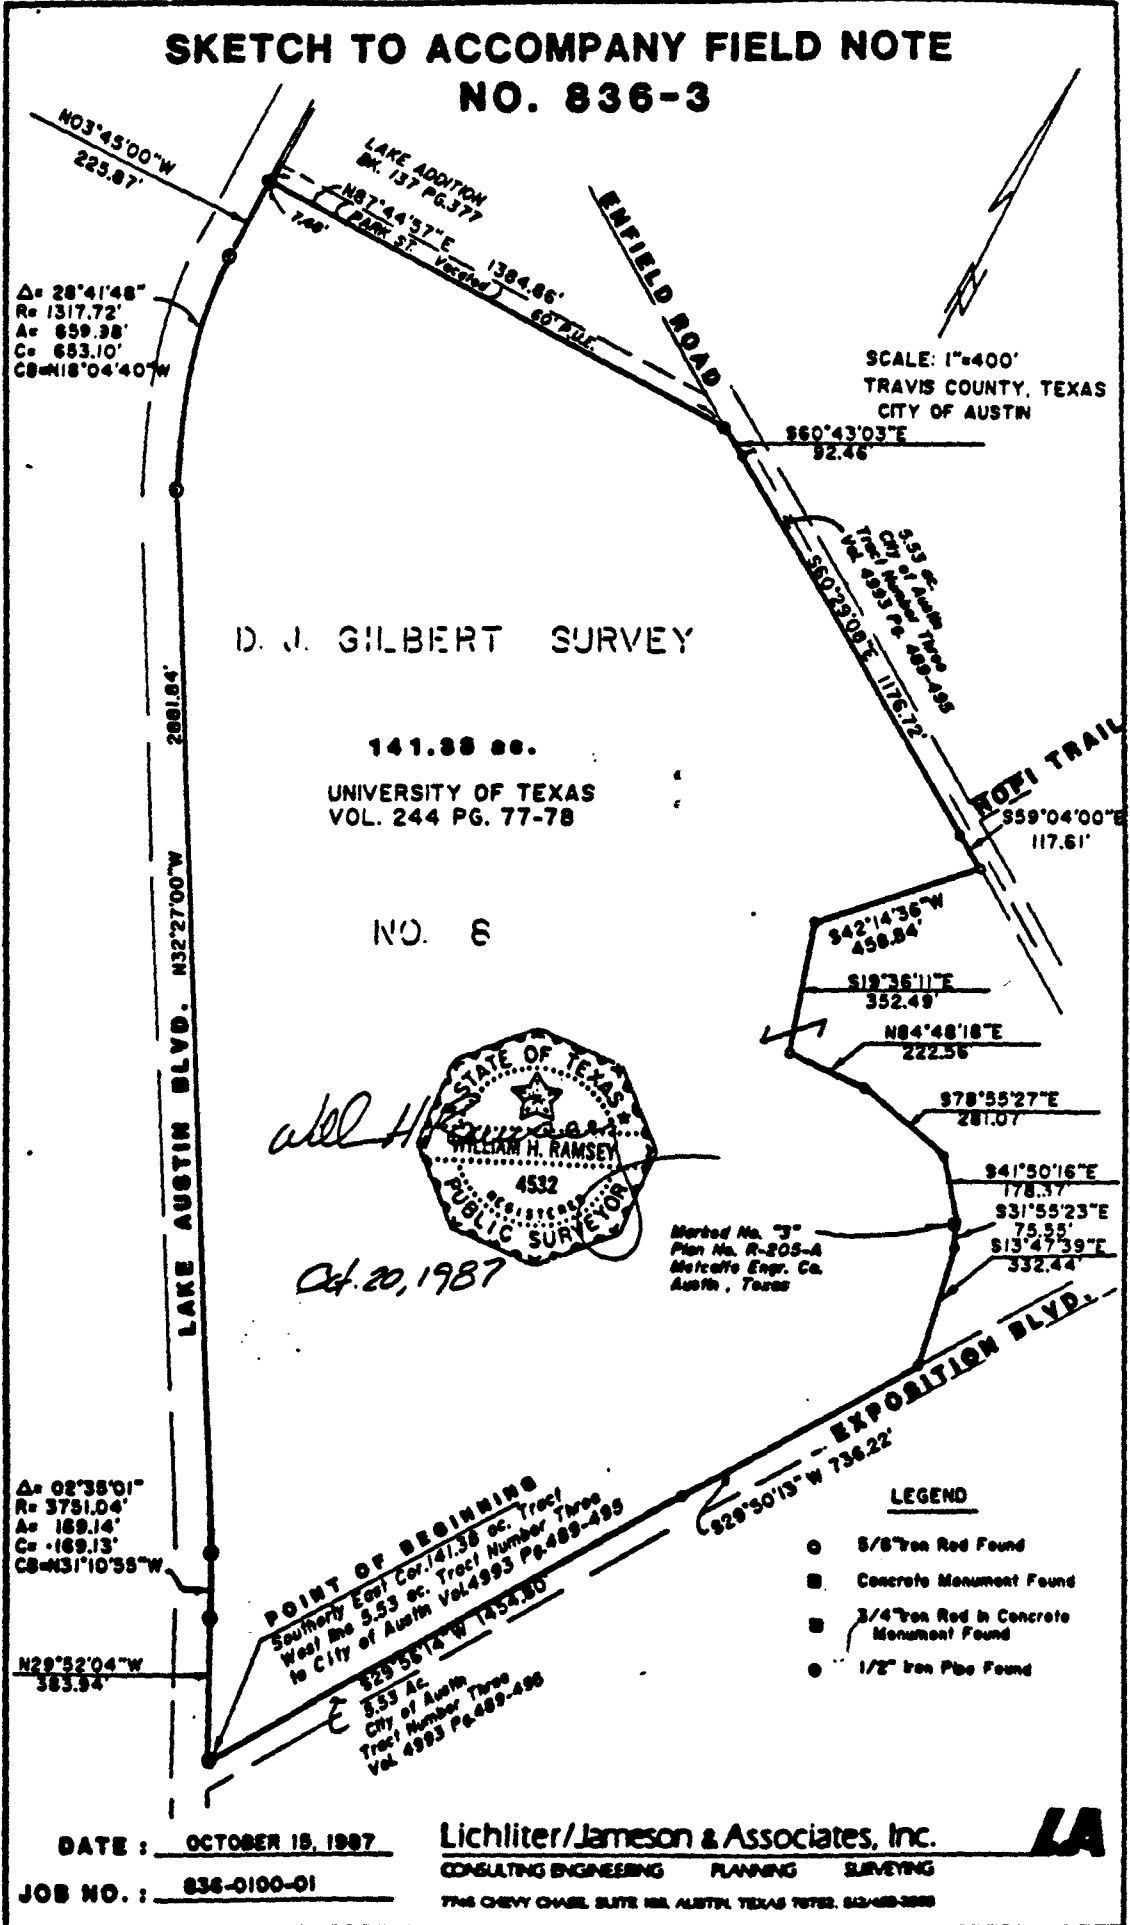 SKETCH TO ACCOMPANY FIELD NOTE
NO. 836-3
N03°45'00"W
225.87'
LAKE ADDITION
BK. 137 PG.377
N87°44'57"E
1384.86'
PARK ST. Vacated
60' P.U.E.
7.46'
ENFIELD ROAD
Δ= 28°41'48"
R= 1317.72'
A= 659.98'
C= 653.10'
CB=N18°04'40"W
SCALE: 1"=400'
TRAVIS COUNTY, TEXAS
CITY OF AUSTIN
S60°43'03"E
92.46'
5.53 ac.
City of Austin
Tract Number Three
Vol. 4993 Pg. 489-495
S60°29'08"E 1176.72'
D. J. GILBERT SURVEY
2881.84'
141.38 ac.
UNIVERSITY OF TEXAS
VOL. 244 PG. 77-78
HOPI TRAIL
S59°04'00"E
117.61'
N32°27'00"W
NO. 8
S42°14'36"W
458.84'
S19°36'11"E
352.49'
N84°48'18"E
222.56'
LAKE AUSTIN BLVD.
STATE OF TEXAS
WILLIAM H. RAMSEY
4532
REGISTERED
PUBLIC SURVEYOR
S78°55'27"E
281.07'
S41°50'16"E
178.37'
S31°55'23"E
75.55'
S13°47'39"E
332.44'
Marked No. "3"
Plan No. R-205-A
Metcalfe Engr. Co.
Austin, Texas
Oct. 20, 1987
EXPOSITION BLVD.
S29°50'13"W 736.22'
Δ= 02°35'01"
R= 3751.04'
A= 169.14'
C= 169.13'
CB=N31°10'55"W
POINT OF BEGINNING
Southerly East Cor. 141.38 ac. Tract
West line 5.53 ac. Tract Number Three
to City of Austin Vol.4993 Pg.489-495
N29°52'04"W
383.94'
S29°56'14"W 1454.80'
5.53 Ac.
City of Austin
Tract Number Three
Vol. 4993 Pg.489-495
LEGEND
5/8" Iron Rod Found
Concrete Monument Found
3/4" Iron Rod in Concrete
Monument Found
1/2" Iron Pipe Found
DATE : OCTOBER 15, 1987
JOB NO. : 836-0100-01
Lichliter/Jameson & Associates, Inc.
LA
CONSULTING ENGINEERING PLANNING SURVEYING
CHEVY CHASE, SUITE AUSTIN, TEXAS